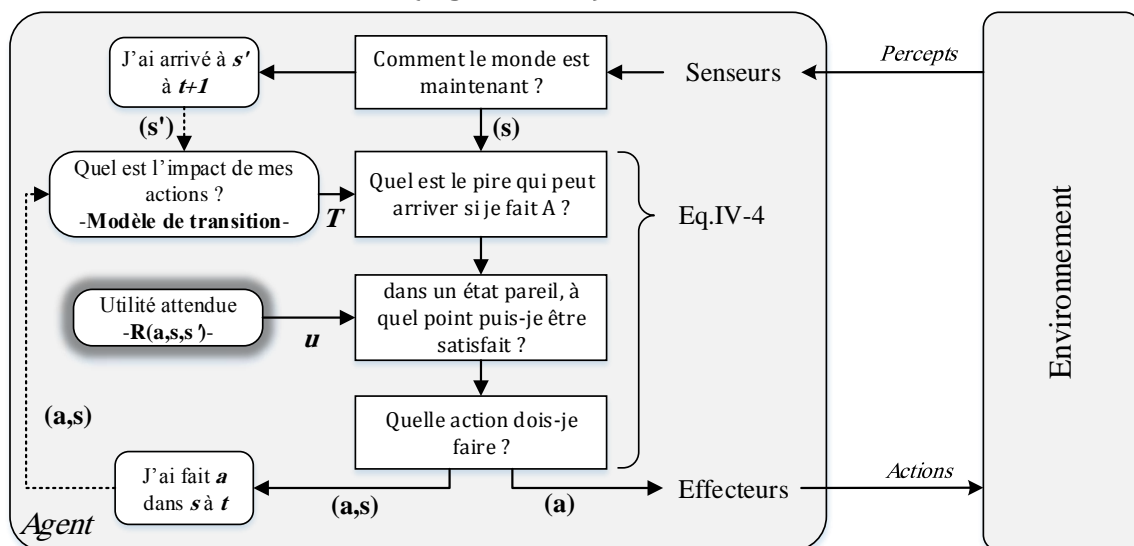 J'ai arrivé à s'
à t+1
Comment le monde est
maintenant ?
Senseurs
Percepts
(s')
(s)
Quel est l'impact de mes
actions ?
-Modèle de transition-
T
Quel est le pire qui peut
arriver si je fait A ?
Eq.IV-4
Environnement
Utilité attendue
-R(a,s,s')-
u
dans un état pareil, à
quel point puis-je être
satisfait ?
(a,s)
Quelle action dois-je
faire ?
J'ai fait a
dans s à t
(a,s)
(a)
Effecteurs
Actions
Agent